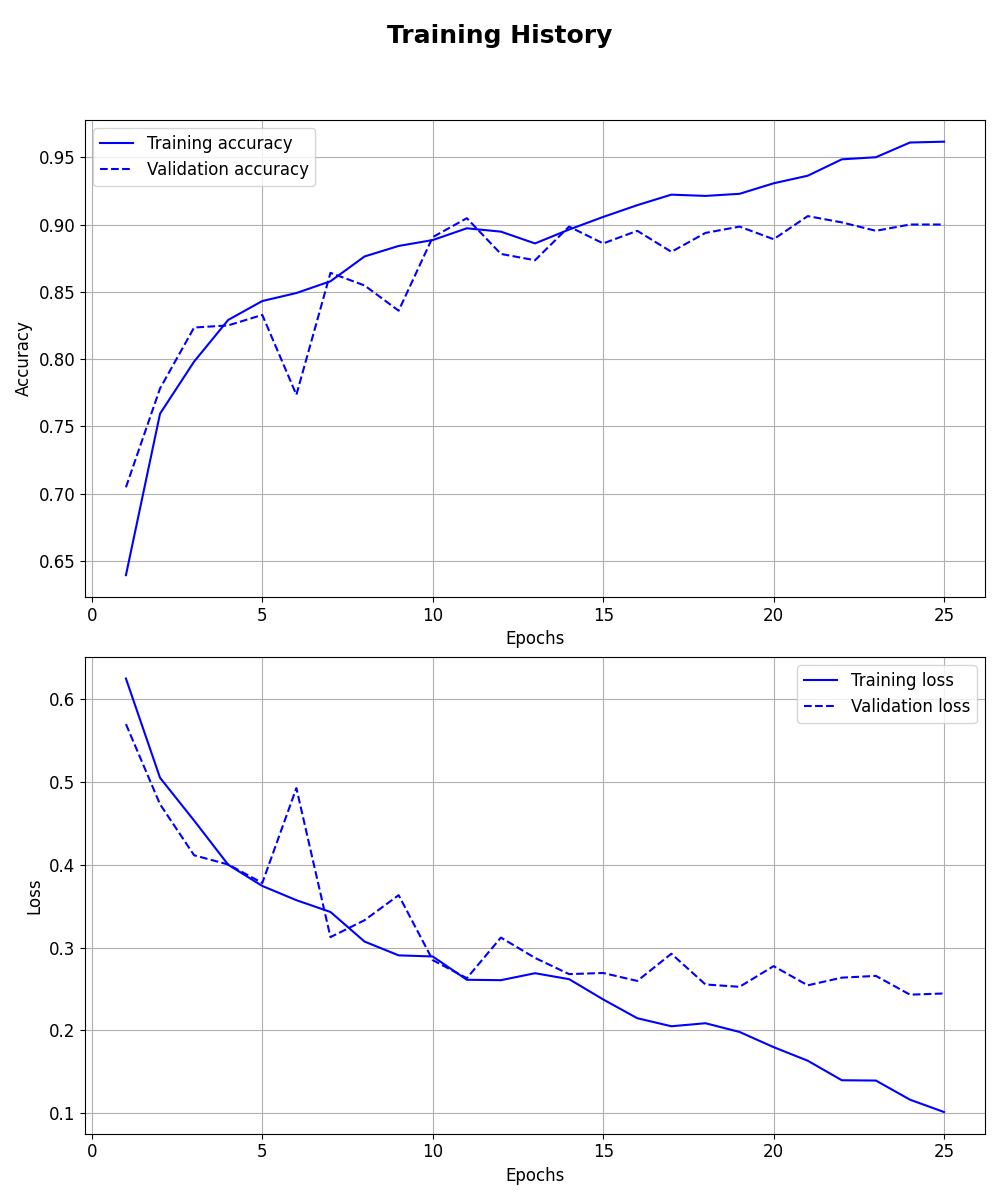 Training History
Training accuracy
Validation accuracy
0.95
0.90
0.85
0.80
0.75
0.70
0.65
Accuracy
0 5 10 15 20 25
Epochs
Training loss
Validation loss
0.6
0.5
0.4
0.3
0.2
0.1
Loss
0 5 10 15 20 25
Epochs